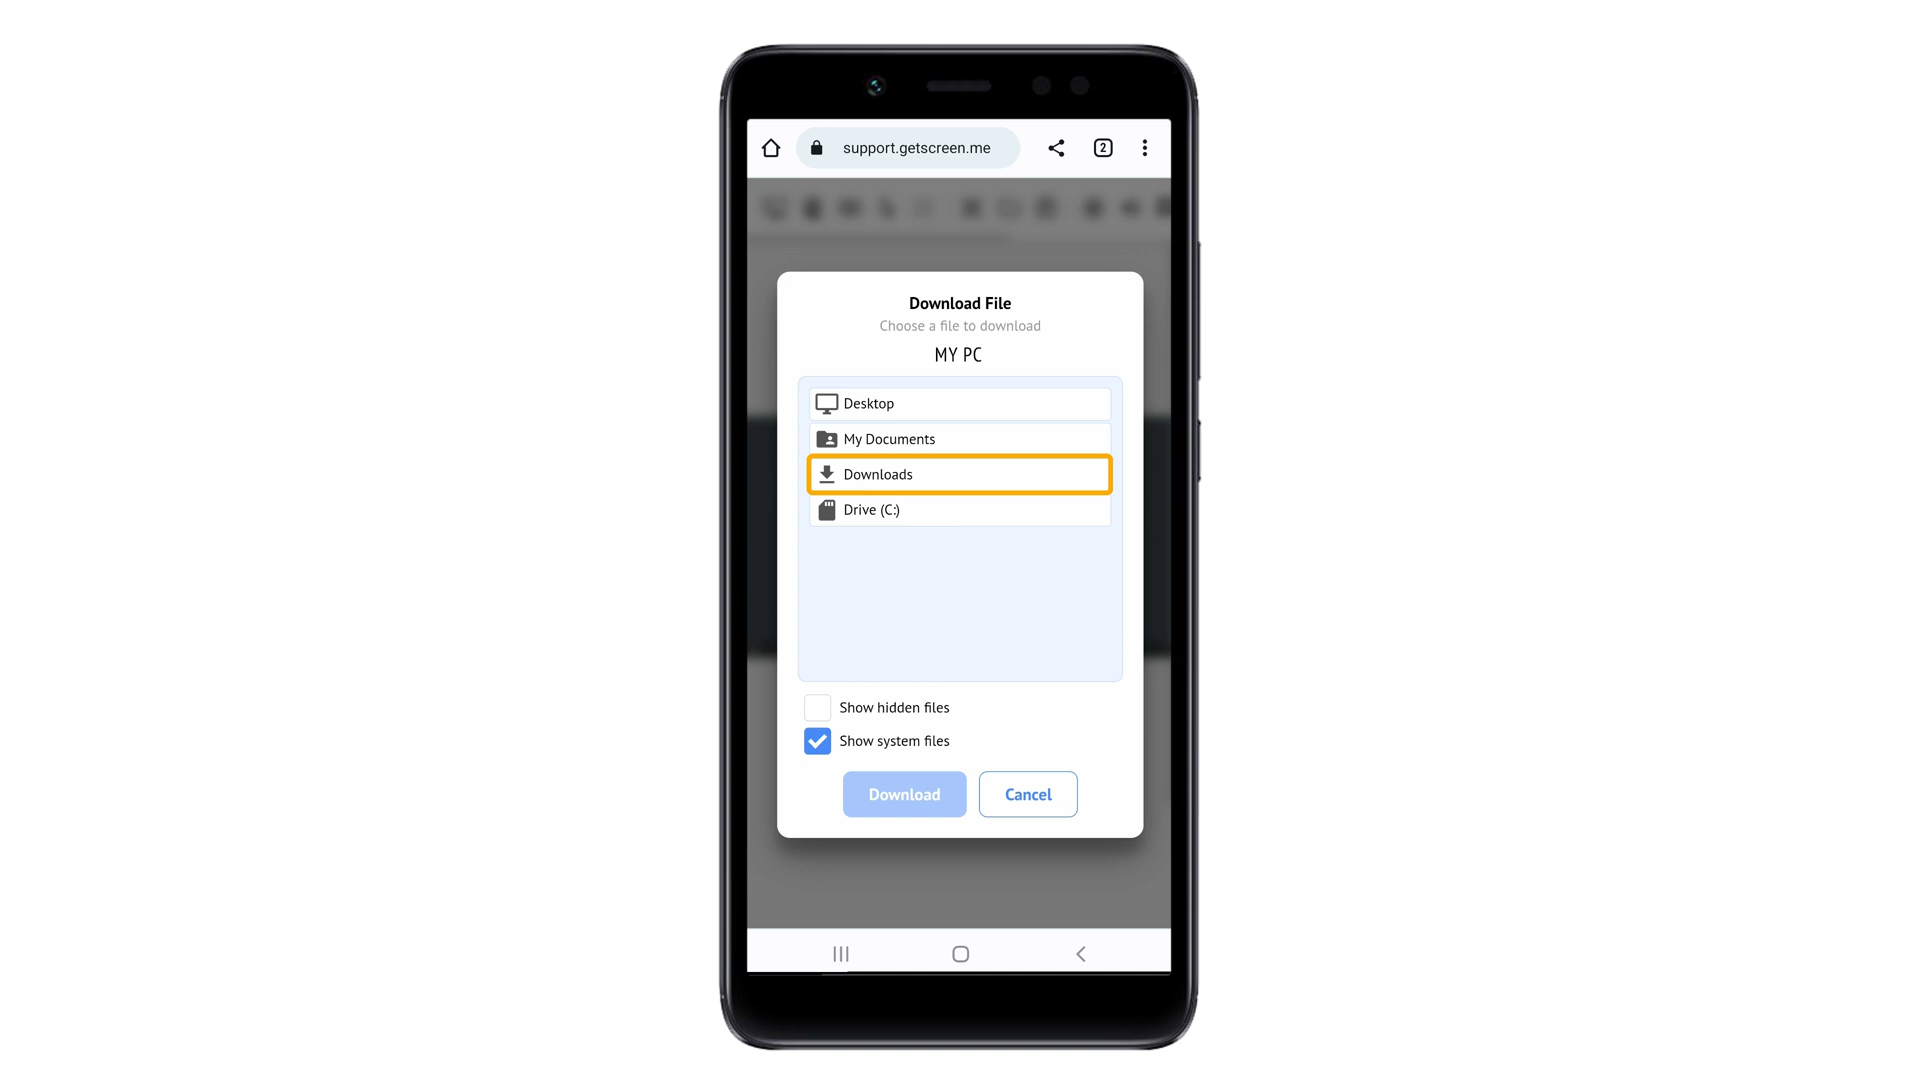 support.getscreen.me
2
Download File
Choose a file to download
MY PC
Desktop
My Documents
Downloads
Drive (C:)
Show hidden files
Show system files
Download
Cancel